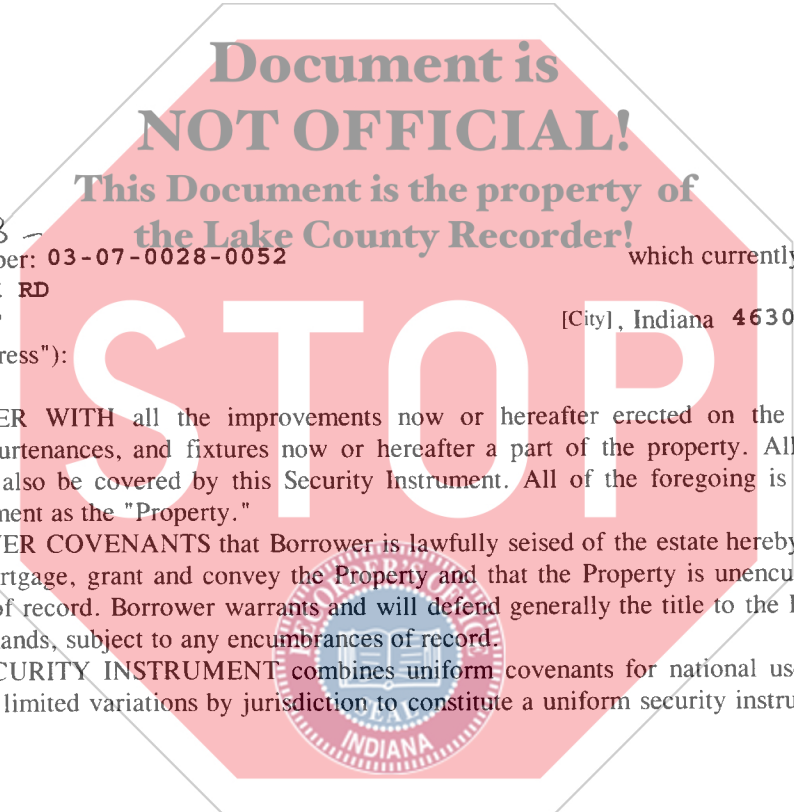 Document is
NOT OFFICIAL!
This Document is the property of
the Lake County Recorder!
ber: 03-07-0028-0052 which currently
RD
[City], Indiana 4630
ress"):
STOP
ER WITH all the improvements now or hereafter erected on the
urtenances, and fixtures now or hereafter a part of the property. All
also be covered by this Security Instrument. All of the foregoing is
ment as the "Property."
ER COVENANTS that Borrower is lawfully seised of the estate hereby
rtgage, grant and convey the Property and that the Property is unencu
of record. Borrower warrants and will defend generally the title to the
ands, subject to any encumbrances of record.
CURITY INSTRUMENT combines uniform covenants for national us
limited variations by jurisdiction to constitute a uniform security instru
RECORDER'S OFFICE
SEAL
INDIANA